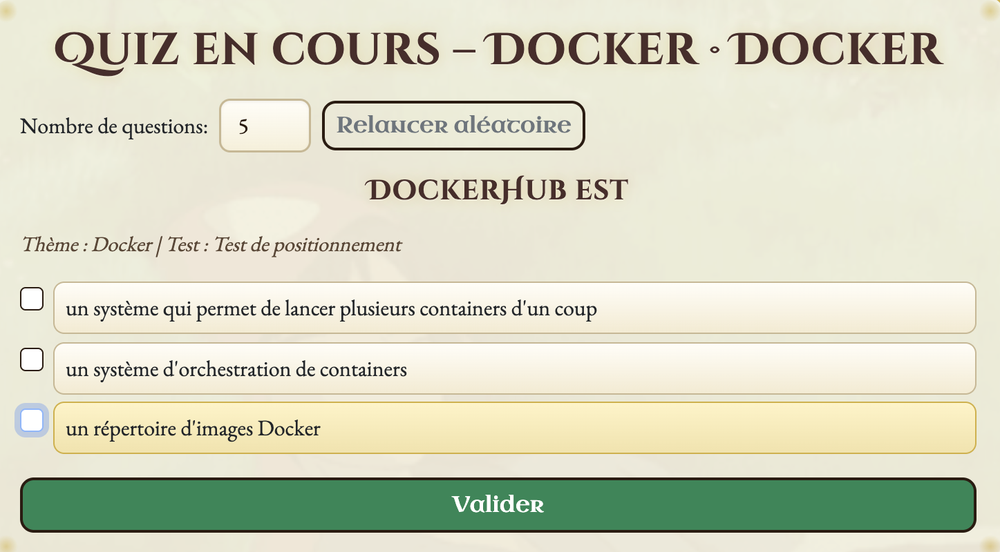 Quiz en cours – Docker • Docker
Nombre de questions: 5 Relancer aléatoire
DockerHub est
Thème : Docker | Test : Test de positionnement
un système qui permet de lancer plusieurs containers d'un coup
un système d'orchestration de containers
un répertoire d'images Docker
Valider